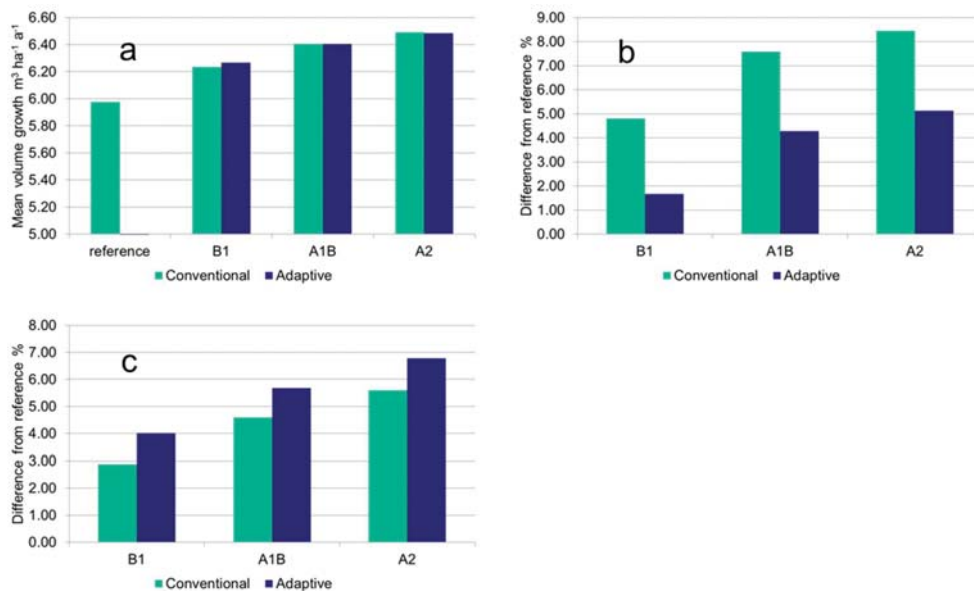 a
Mean volume growth m³ ha⁻¹ a⁻¹
6.60
6.40
6.20
6.00
5.80
5.60
5.40
5.20
5.00
reference B1 A1B A2
Conventional Adaptive
b
Difference from reference %
9.00
8.00
7.00
6.00
5.00
4.00
3.00
2.00
1.00
0.00
B1 A1B A2
Conventional Adaptive
c
Difference from reference %
8.00
7.00
6.00
5.00
4.00
3.00
2.00
1.00
0.00
B1 A1B A2
Conventional Adaptive